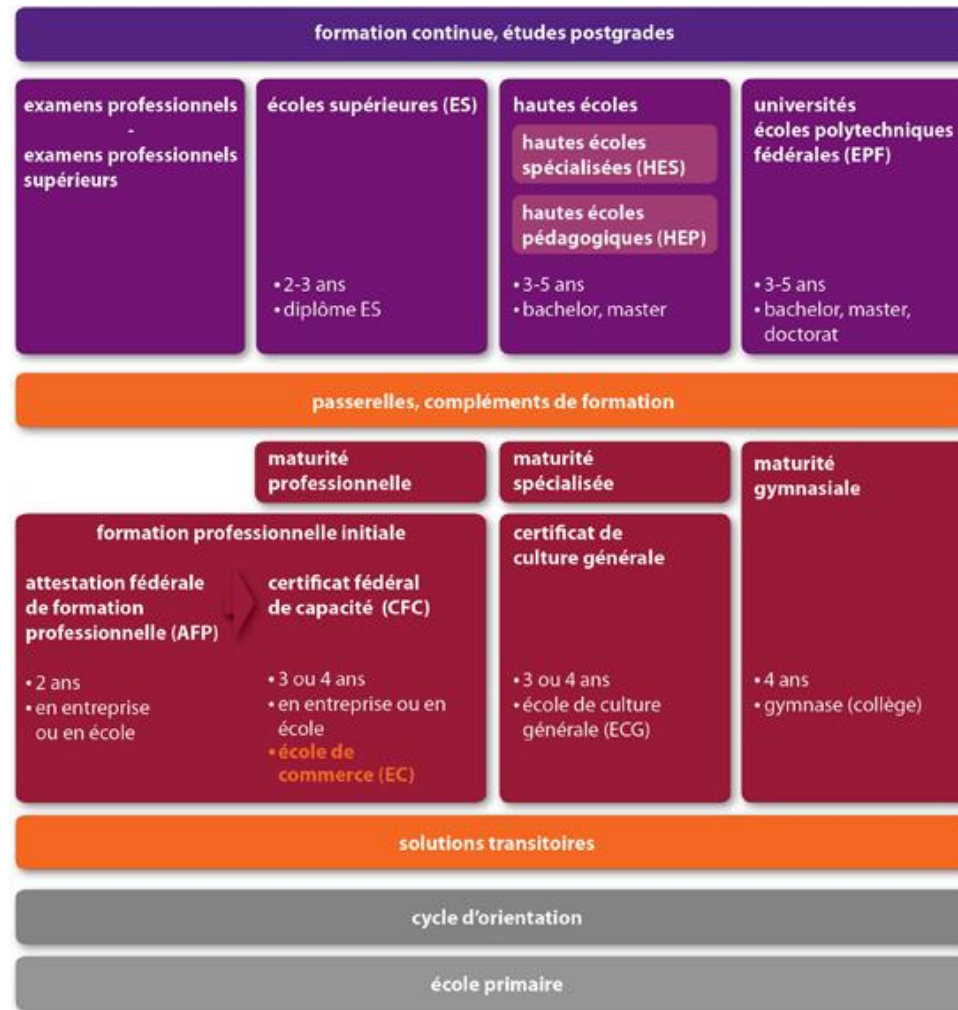 formation continue, études postgrades
examens professionnels
-
examens professionnels
supérieurs
écoles supérieures (ES)
• 2-3 ans
• diplôme ES
hautes écoles
hautes écoles
spécialisées (HES)
hautes écoles
pédagogiques (HEP)
• 3-5 ans
• bachelor, master
universités
écoles polytechniques
fédérales (EPF)
• 3-5 ans
• bachelor, master,
doctorat
passerelles, compléments de formation
maturité
professionnelle
maturité
spécialisée
maturité
gymnasiale
formation professionnelle initiale
attestation fédérale
de formation
professionnelle (AFP)
• 2 ans
• en entreprise
ou en école
certificat fédéral
de capacité (CFC)
• 3 ou 4 ans
• en entreprise ou en
école
• école de
commerce (EC)
certificat de
culture générale
• 3 ou 4 ans
• école de culture
générale (ECG)
• 4 ans
• gymnase (collège)
solutions transitoires
cycle d'orientation
école primaire